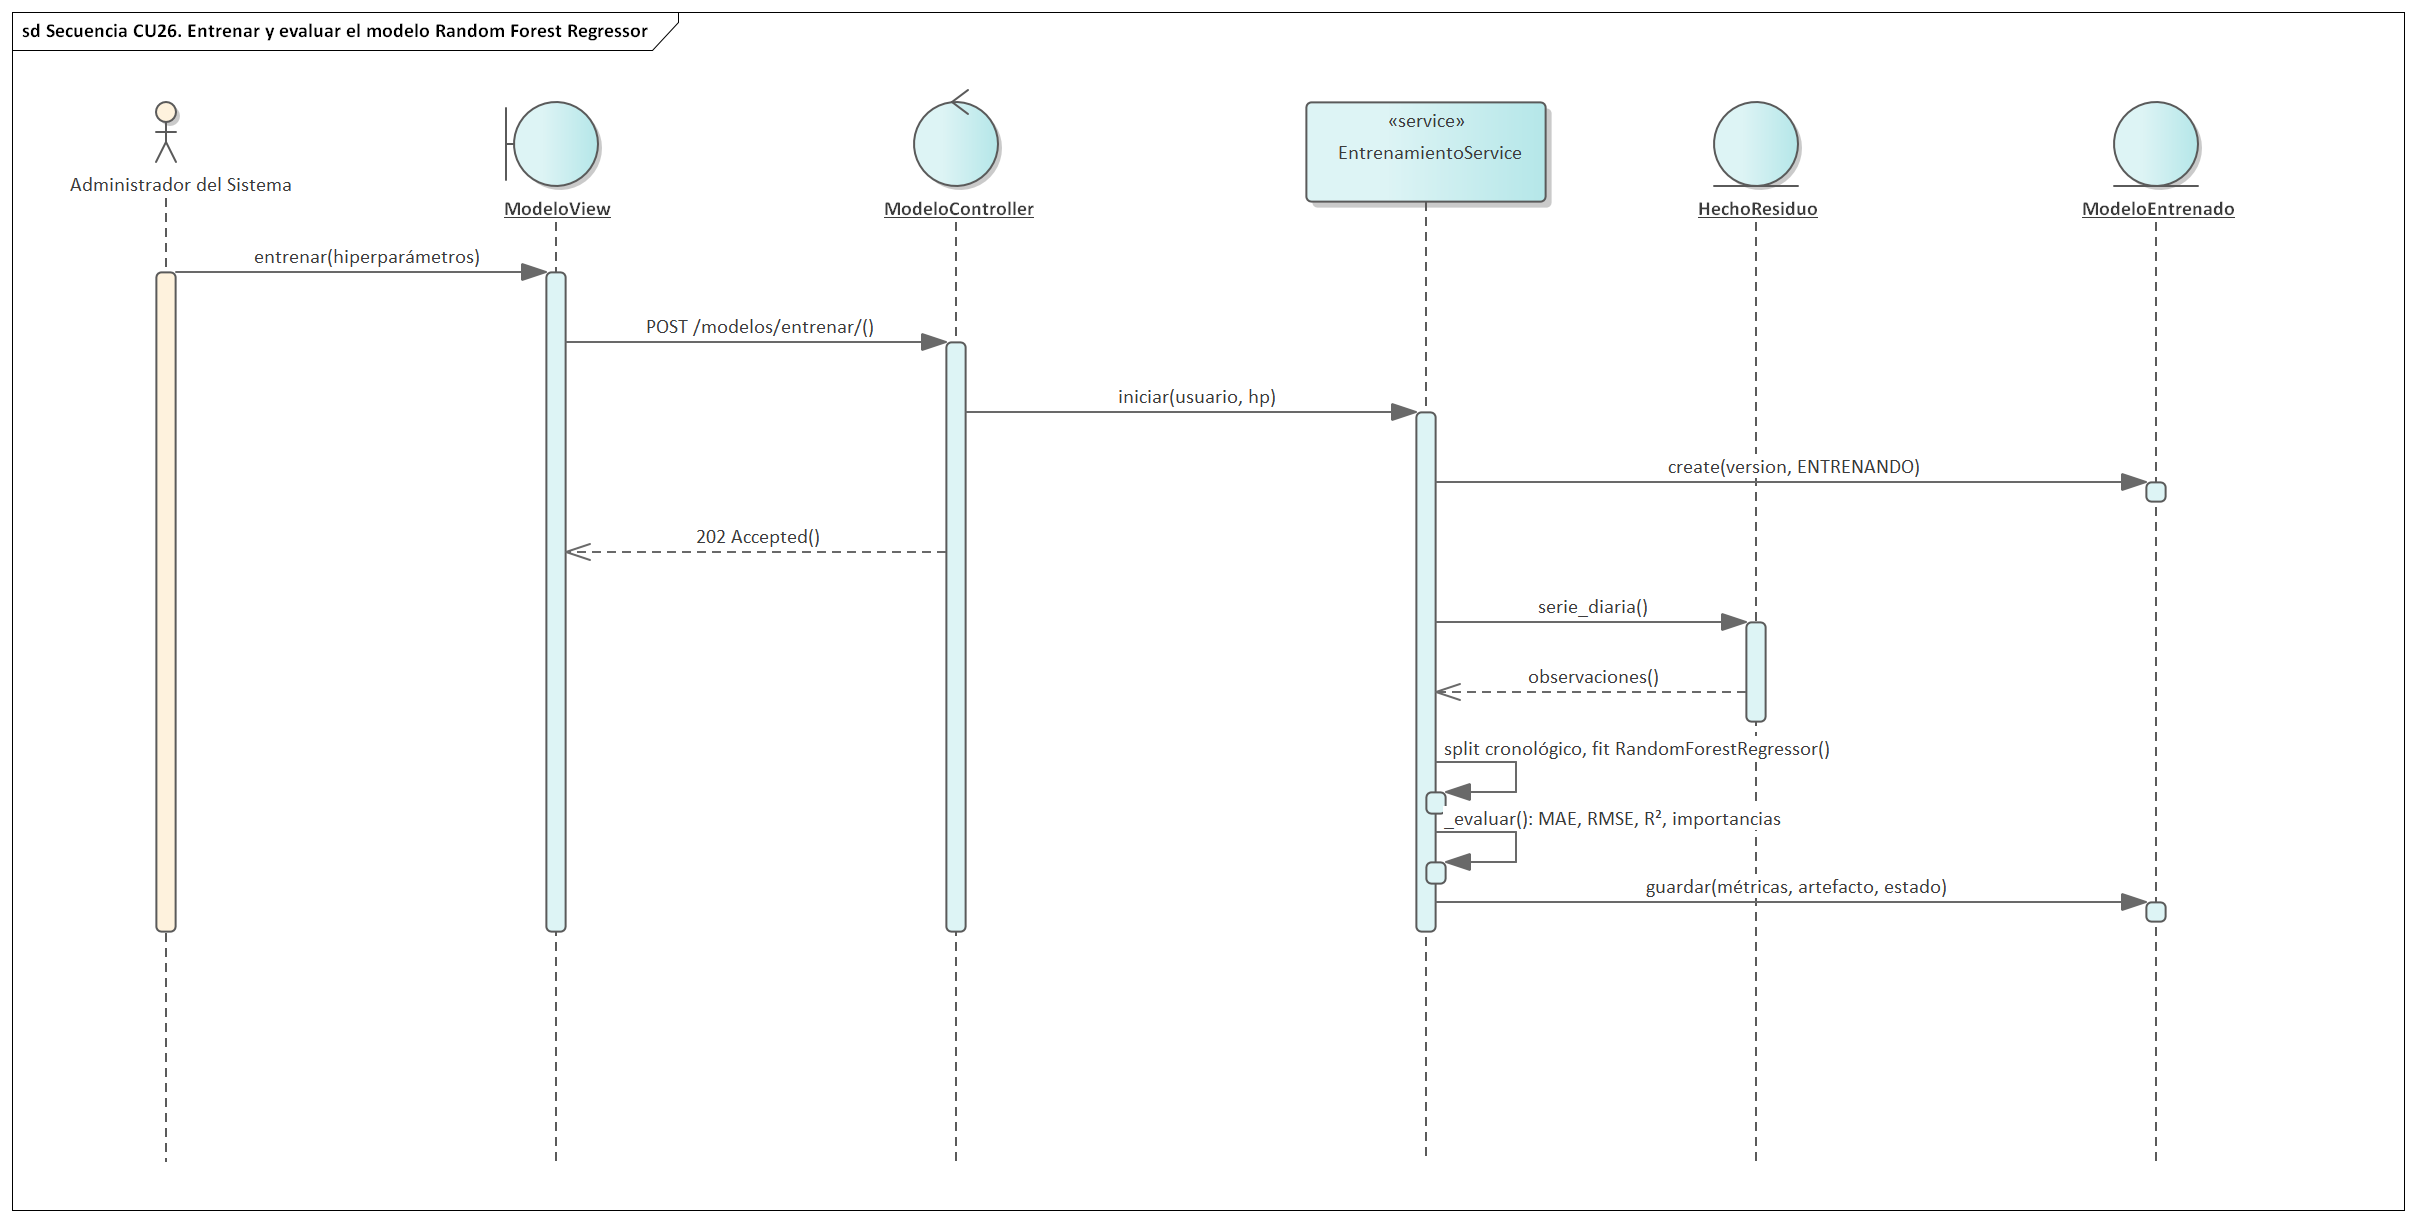 sd Secuencia CU26. Entrenar y evaluar el modelo Random Forest Regressor
«service»
EntrenamientoService
Administrador del Sistema
ModeloView
ModeloController
HechoResiduo
ModeloEntrenado
entrenar(hiperparámetros)
POST /modelos/entrenar/()
iniciar(usuario, hp)
create(version, ENTRENANDO)
202 Accepted()
serie_diaria()
observaciones()
split cronológico, fit RandomForestRegressor()
_evaluar(): MAE, RMSE, R², importancias
guardar(métricas, artefacto, estado)